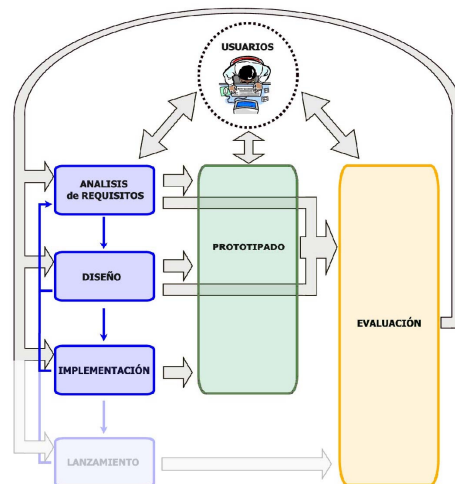 USUARIOS
ANALISIS
de REQUISITOS
PROTOTIPADO
DISEÑO
EVALUACIÓN
IMPLEMENTACIÓN
LANZAMIENTO